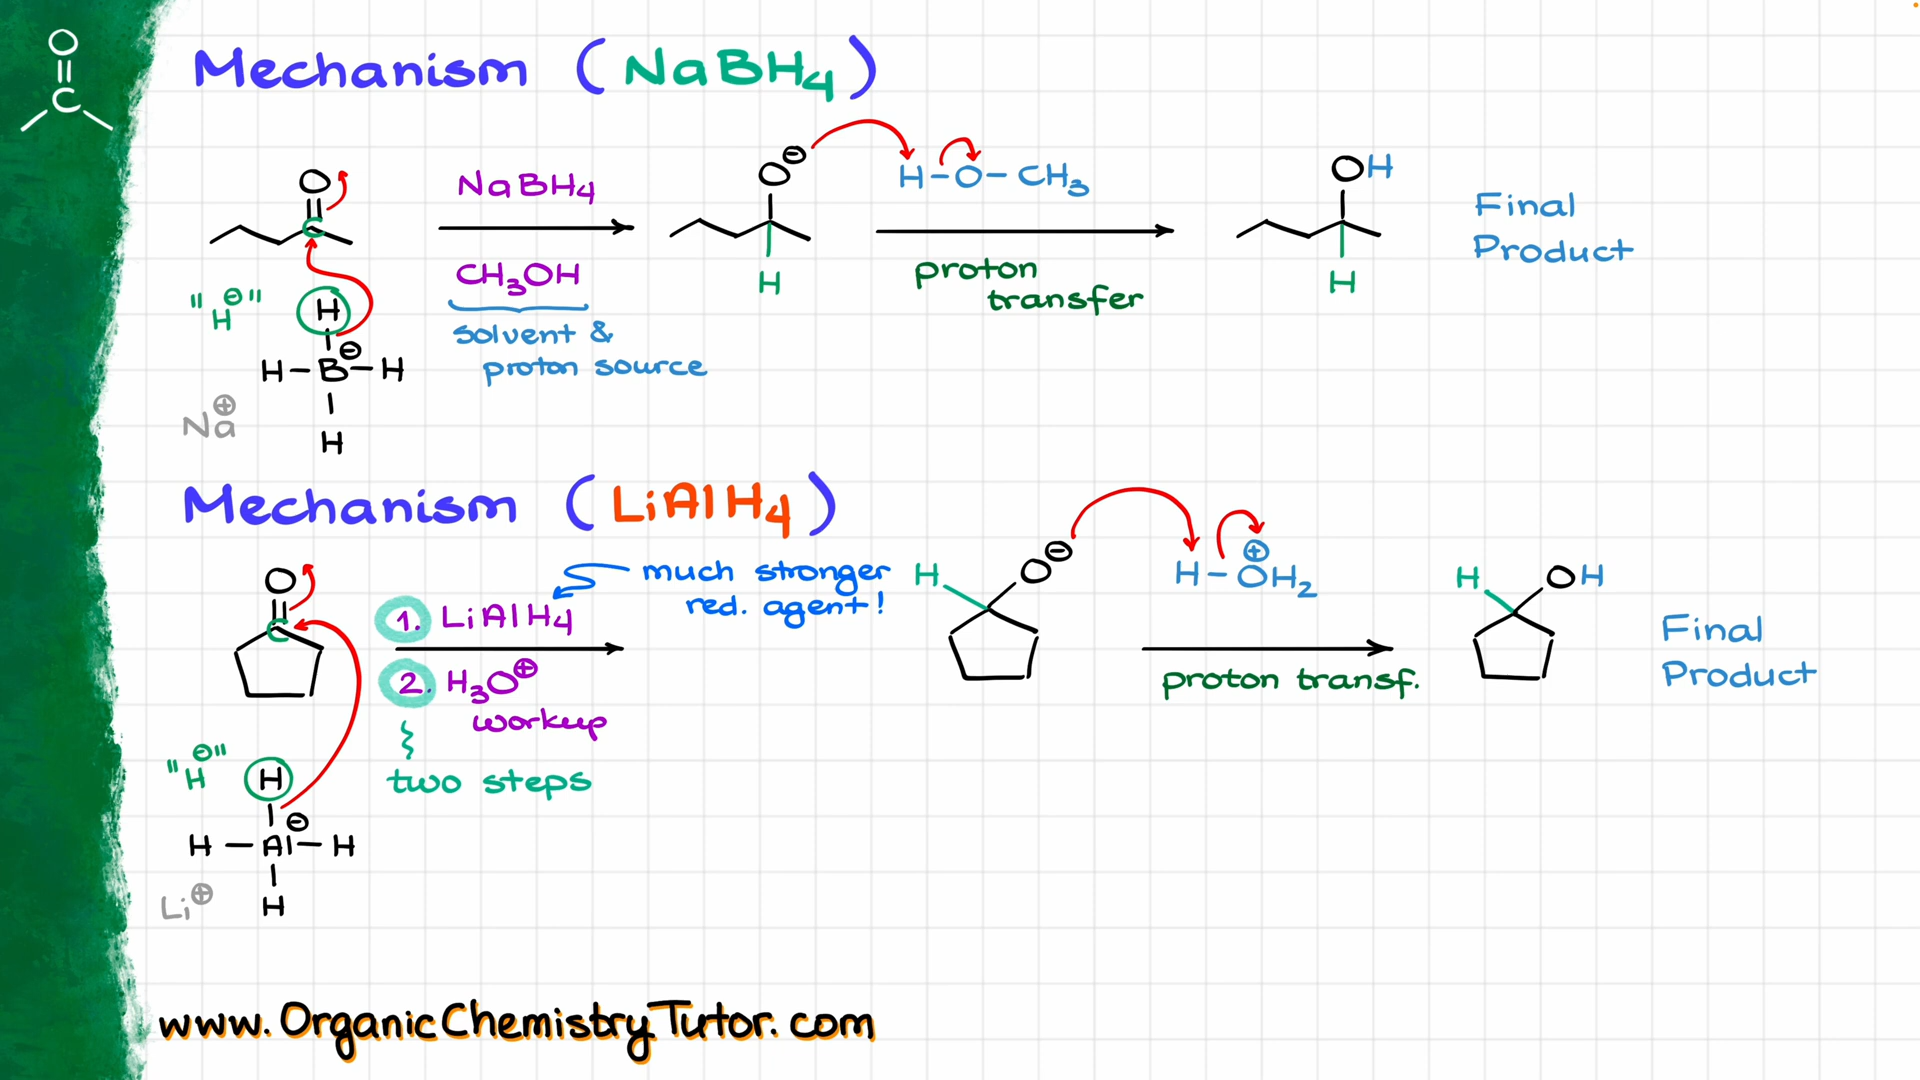 O
C
Mechanism (NaBH4)
O
C
"H⊖"
H
H–B⊖–H
H
Na⊕
NaBH4
CH3OH
solvent &
proton source
O⊖
H
H–O–CH3
proton
transfer
OH
H
Final
Product
Mechanism (LiAlH4)
O
C
"H⊖"
H
H–Al⊖–H
H
Li⊕
1. LiAlH4
2. H3O⊕
workup
two steps
much stronger
red. agent!
H O⊖
H–O⊕H2
proton transf.
H OH
Final
Product
www.OrganicChemistryTutor.com